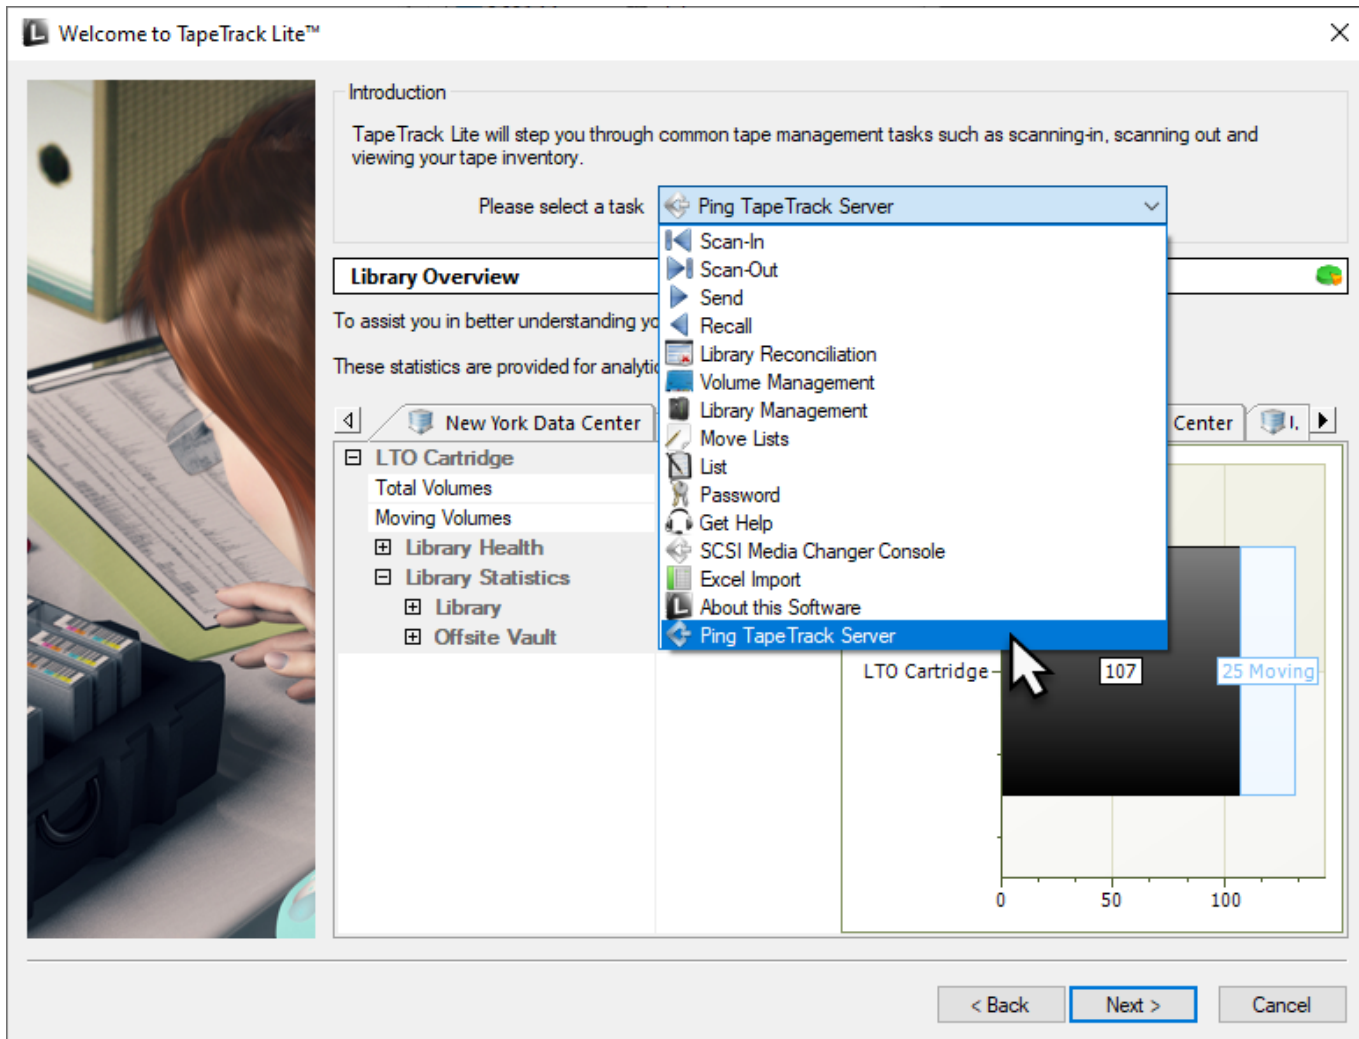 Welcome to TapeTrack Lite™
Introduction
TapeTrack Lite will step you through common tape management tasks such as scanning-in, scanning out and
viewing your tape inventory.
Please select a task
Ping TapeTrack Server
Scan-In
Scan-Out
Send
Recall
Library Reconciliation
Volume Management
Library Management
Move Lists
List
Password
Get Help
SCSI Media Changer Console
Excel Import
About this Software
Ping TapeTrack Server
Library Overview
To assist you in better understanding
These statistics are provided for
New York Data Center
Center
LTO Cartridge
Total Volumes
Moving Volumes
Library Health
Library Statistics
Library
Offsite Vault
LTO Cartridge
107
25 Moving
0 50 100
< Back Next > Cancel